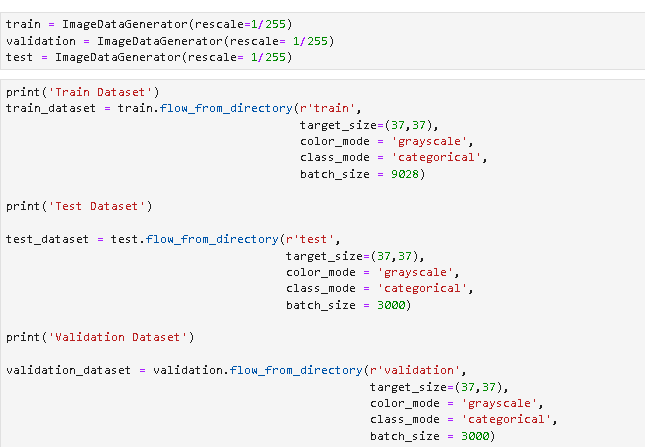 train = ImageDataGenerator(rescale=1/255)
validation = ImageDataGenerator(rescale= 1/255)
test = ImageDataGenerator(rescale= 1/255)
print('Train Dataset')
train_dataset = train.flow_from_directory(r'train',
target_size=(37,37),
color_mode = 'grayscale',
class_mode = 'categorical',
batch_size = 9028)
print('Test Dataset')
test_dataset = test.flow_from_directory(r'test',
target_size=(37,37),
color_mode = 'grayscale',
class_mode = 'categorical',
batch_size = 3000)
print('Validation Dataset')
validation_dataset = validation.flow_from_directory(r'validation',
target_size=(37,37),
color_mode = 'grayscale',
class_mode = 'categorical',
batch_size = 3000)